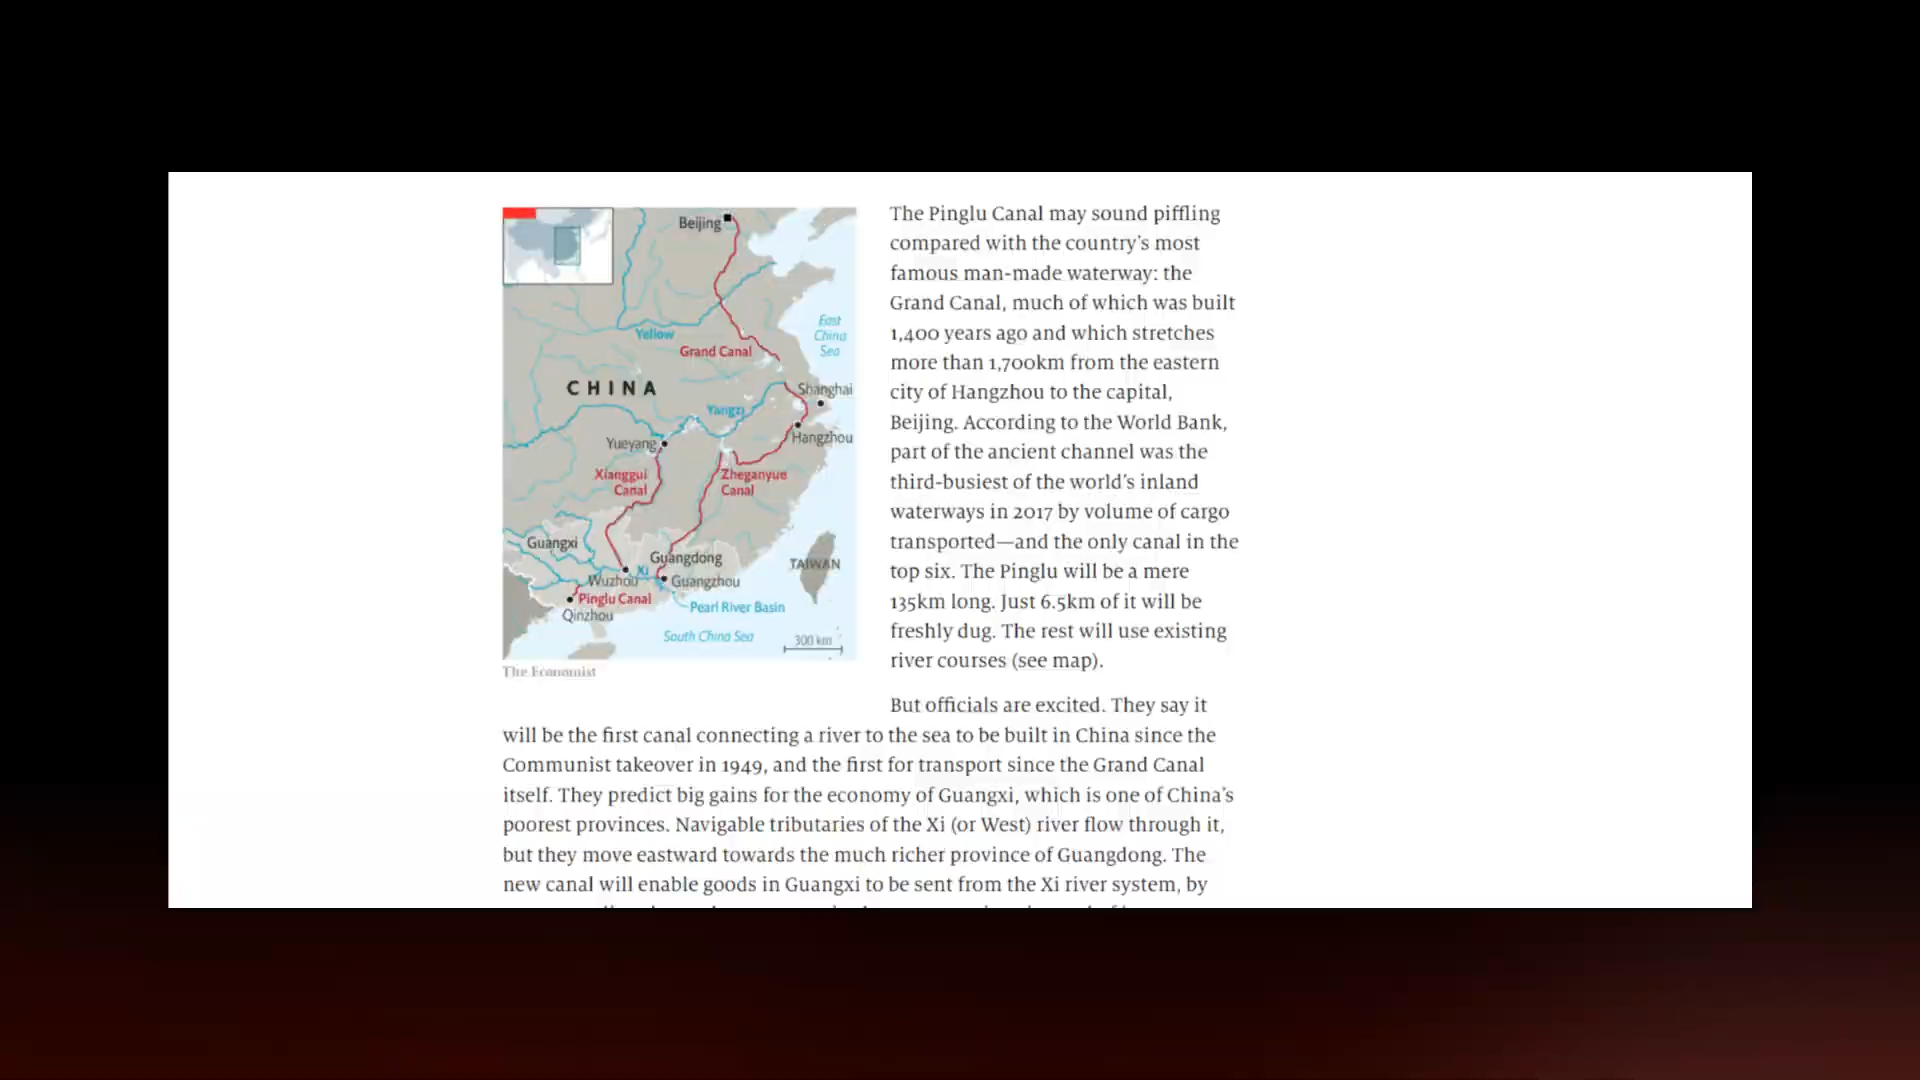 Beijing
Yellow
East
China
Sea
Grand Canal
CHINA
Shanghai
Yangzi
Hangzhou
Yueyang
Xianggui
Canal
Zheganyue
Canal
Guangxi
Guangdong
TAIWAN
Xi
Wuzhou
Guangzhou
Pinglu Canal
Pearl River Basin
Qinzhou
South China Sea
300 km
The Economist
The Pinglu Canal may sound piffling
compared with the country's most
famous man-made waterway: the
Grand Canal, much of which was built
1,400 years ago and which stretches
more than 1,700km from the eastern
city of Hangzhou to the capital,
Beijing. According to the World Bank,
part of the ancient channel was the
third-busiest of the world's inland
waterways in 2017 by volume of cargo
transported—and the only canal in the
top six. The Pinglu will be a mere
135km long. Just 6.5km of it will be
freshly dug. The rest will use existing
river courses (see map).
But officials are excited. They say it
will be the first canal connecting a river to the sea to be built in China since the
Communist takeover in 1949, and the first for transport since the Grand Canal
itself. They predict big gains for the economy of Guangxi, which is one of China's
poorest provinces. Navigable tributaries of the Xi (or West) river flow through it,
but they move eastward towards the much richer province of Guangdong. The
new canal will enable goods in Guangxi to be sent from the Xi river system, by